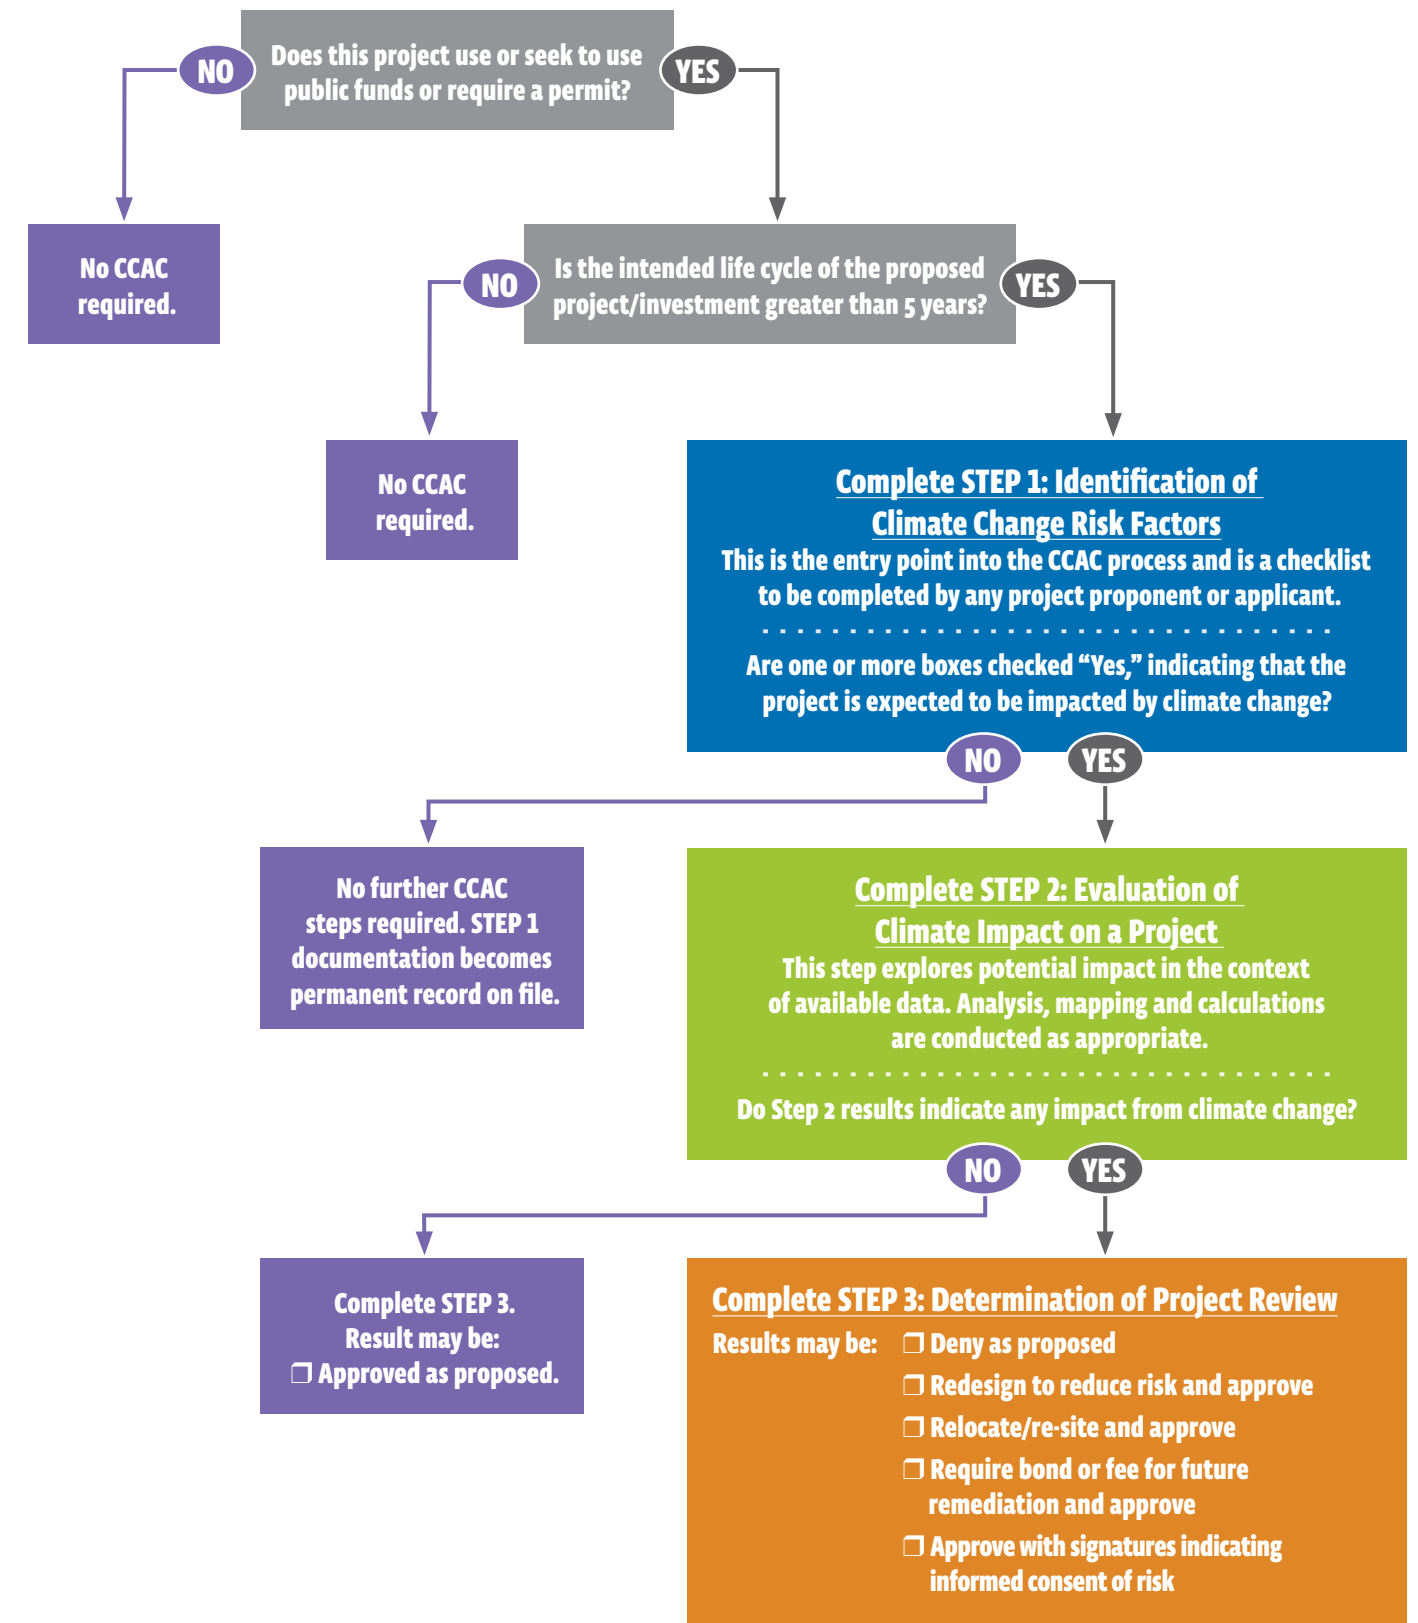 Does this project use or seek to use
public funds or require a permit?
NO
YES
No CCAC
required.
Is the intended life cycle of the proposed
project/investment greater than 5 years?
NO
YES
No CCAC
required.
Complete STEP 1: Identification of
Climate Change Risk Factors
This is the entry point into the CCAC process and is a checklist
to be completed by any project proponent or applicant.
Are one or more boxes checked “Yes,” indicating that the
project is expected to be impacted by climate change?
NO
YES
No further CCAC
steps required. STEP 1
documentation becomes
permanent record on file.
Complete STEP 2: Evaluation of
Climate Impact on a Project
This step explores potential impact in the context
of available data. Analysis, mapping and calculations
are conducted as appropriate.
Do Step 2 results indicate any impact from climate change?
NO
YES
Complete STEP 3.
Result may be:
❒ Approved as proposed.
Complete STEP 3: Determination of Project Review
Results may be: ❒ Deny as proposed
❒ Redesign to reduce risk and approve
❒ Relocate/re-site and approve
❒ Require bond or fee for future
remediation and approve
❒ Approve with signatures indicating
informed consent of risk